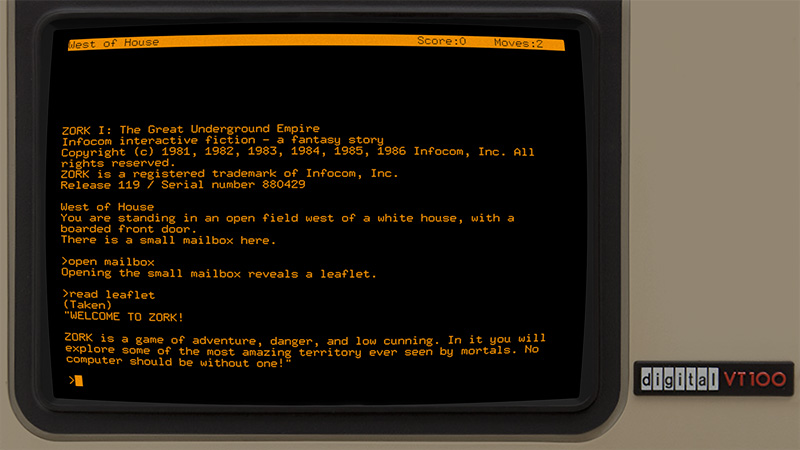 West of House Score:0 Moves:2
ZORK I: The Great Underground Empire
Infocom interactive fiction - a fantasy story
Copyright (c) 1981, 1982, 1983, 1984, 1985, 1986 Infocom, Inc. All
rights reserved.
ZORK is a registered trademark of Infocom, Inc.
Release 119 / Serial number 880429
West of House
You are standing in an open field west of a white house, with a
boarded front door.
There is a small mailbox here.
>open mailbox
Opening the small mailbox reveals a leaflet.
>read leaflet
(Taken)
"WELCOME TO ZORK!
ZORK is a game of adventure, danger, and low cunning. In it you will
explore some of the most amazing territory ever seen by mortals. No
computer should be without one!"
>
digital VT100